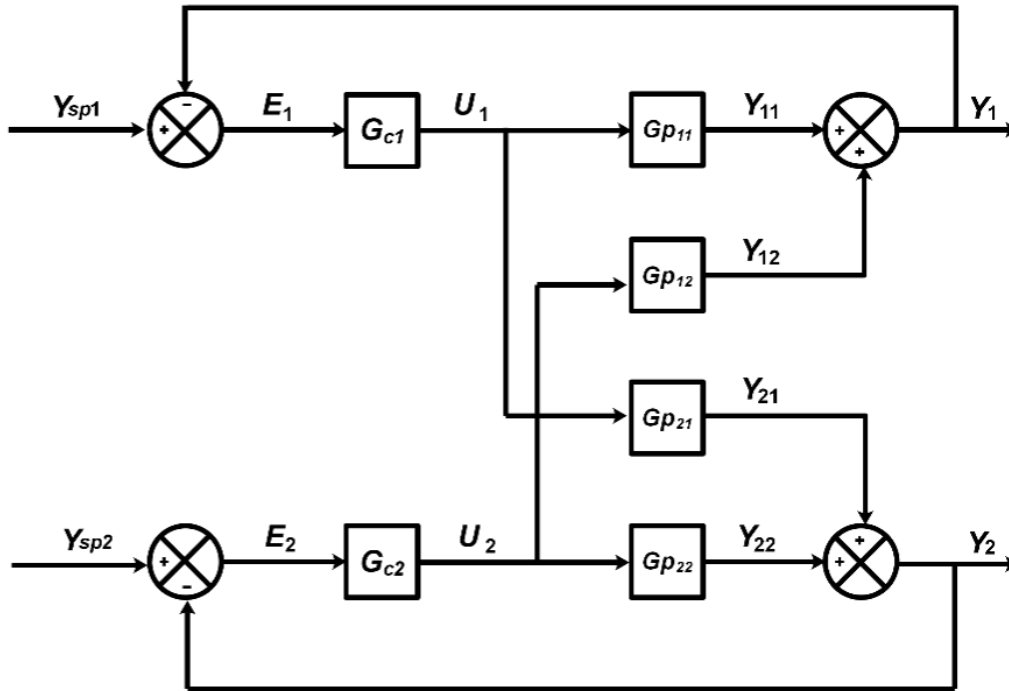 Ysp1 - + E1 Gc1 U1 Gp11 Y11 + + Y1
Gp12 Y12
Gp21 Y21
Ysp2 + - E2 Gc2 U2 Gp22 Y22 + + Y2